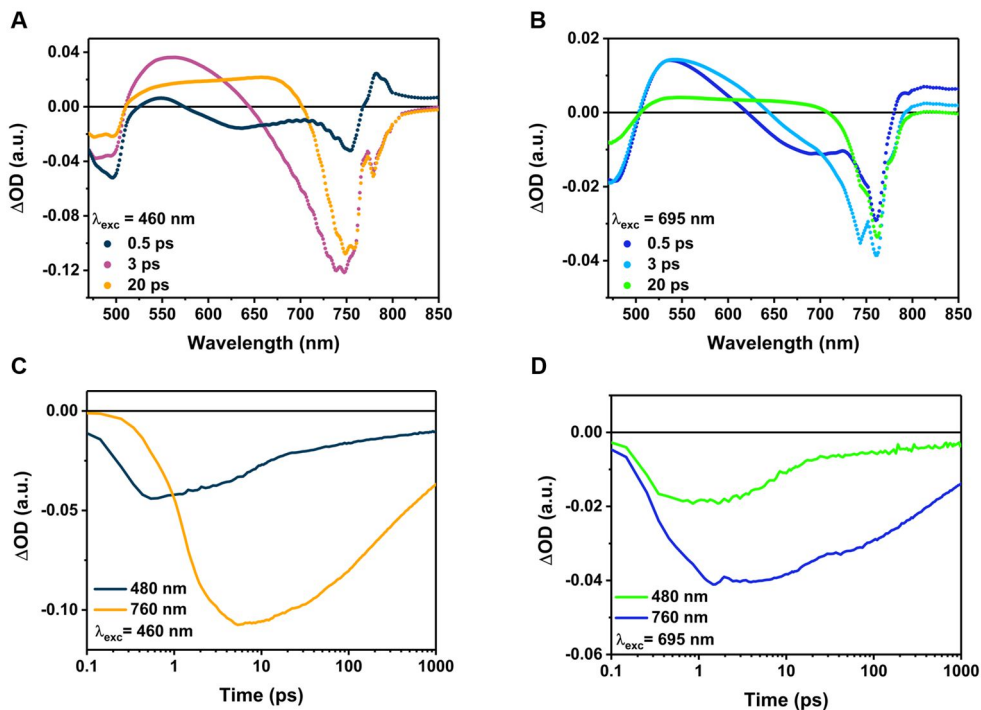 A
0.04
0.00
-0.04
-0.08
-0.12
ΔOD (a.u.)
λexc = 460 nm
0.5 ps
3 ps
20 ps
500 550 600 650 700 750 800 850
Wavelength (nm)
B
0.02
0.00
-0.02
-0.04
ΔOD (a.u.)
λexc = 695 nm
0.5 ps
3 ps
20 ps
500 550 600 650 700 750 800 850
Wavelength (nm)
C
0.00
-0.05
-0.10
ΔOD (a.u.)
480 nm
760 nm
λexc= 460 nm
0.1 1 10 100 1000
Time (ps)
D
0.00
-0.02
-0.04
-0.06
ΔOD (a.u.)
480 nm
760 nm
λexc= 695 nm
0.1 1 10 100 1000
Time (ps)